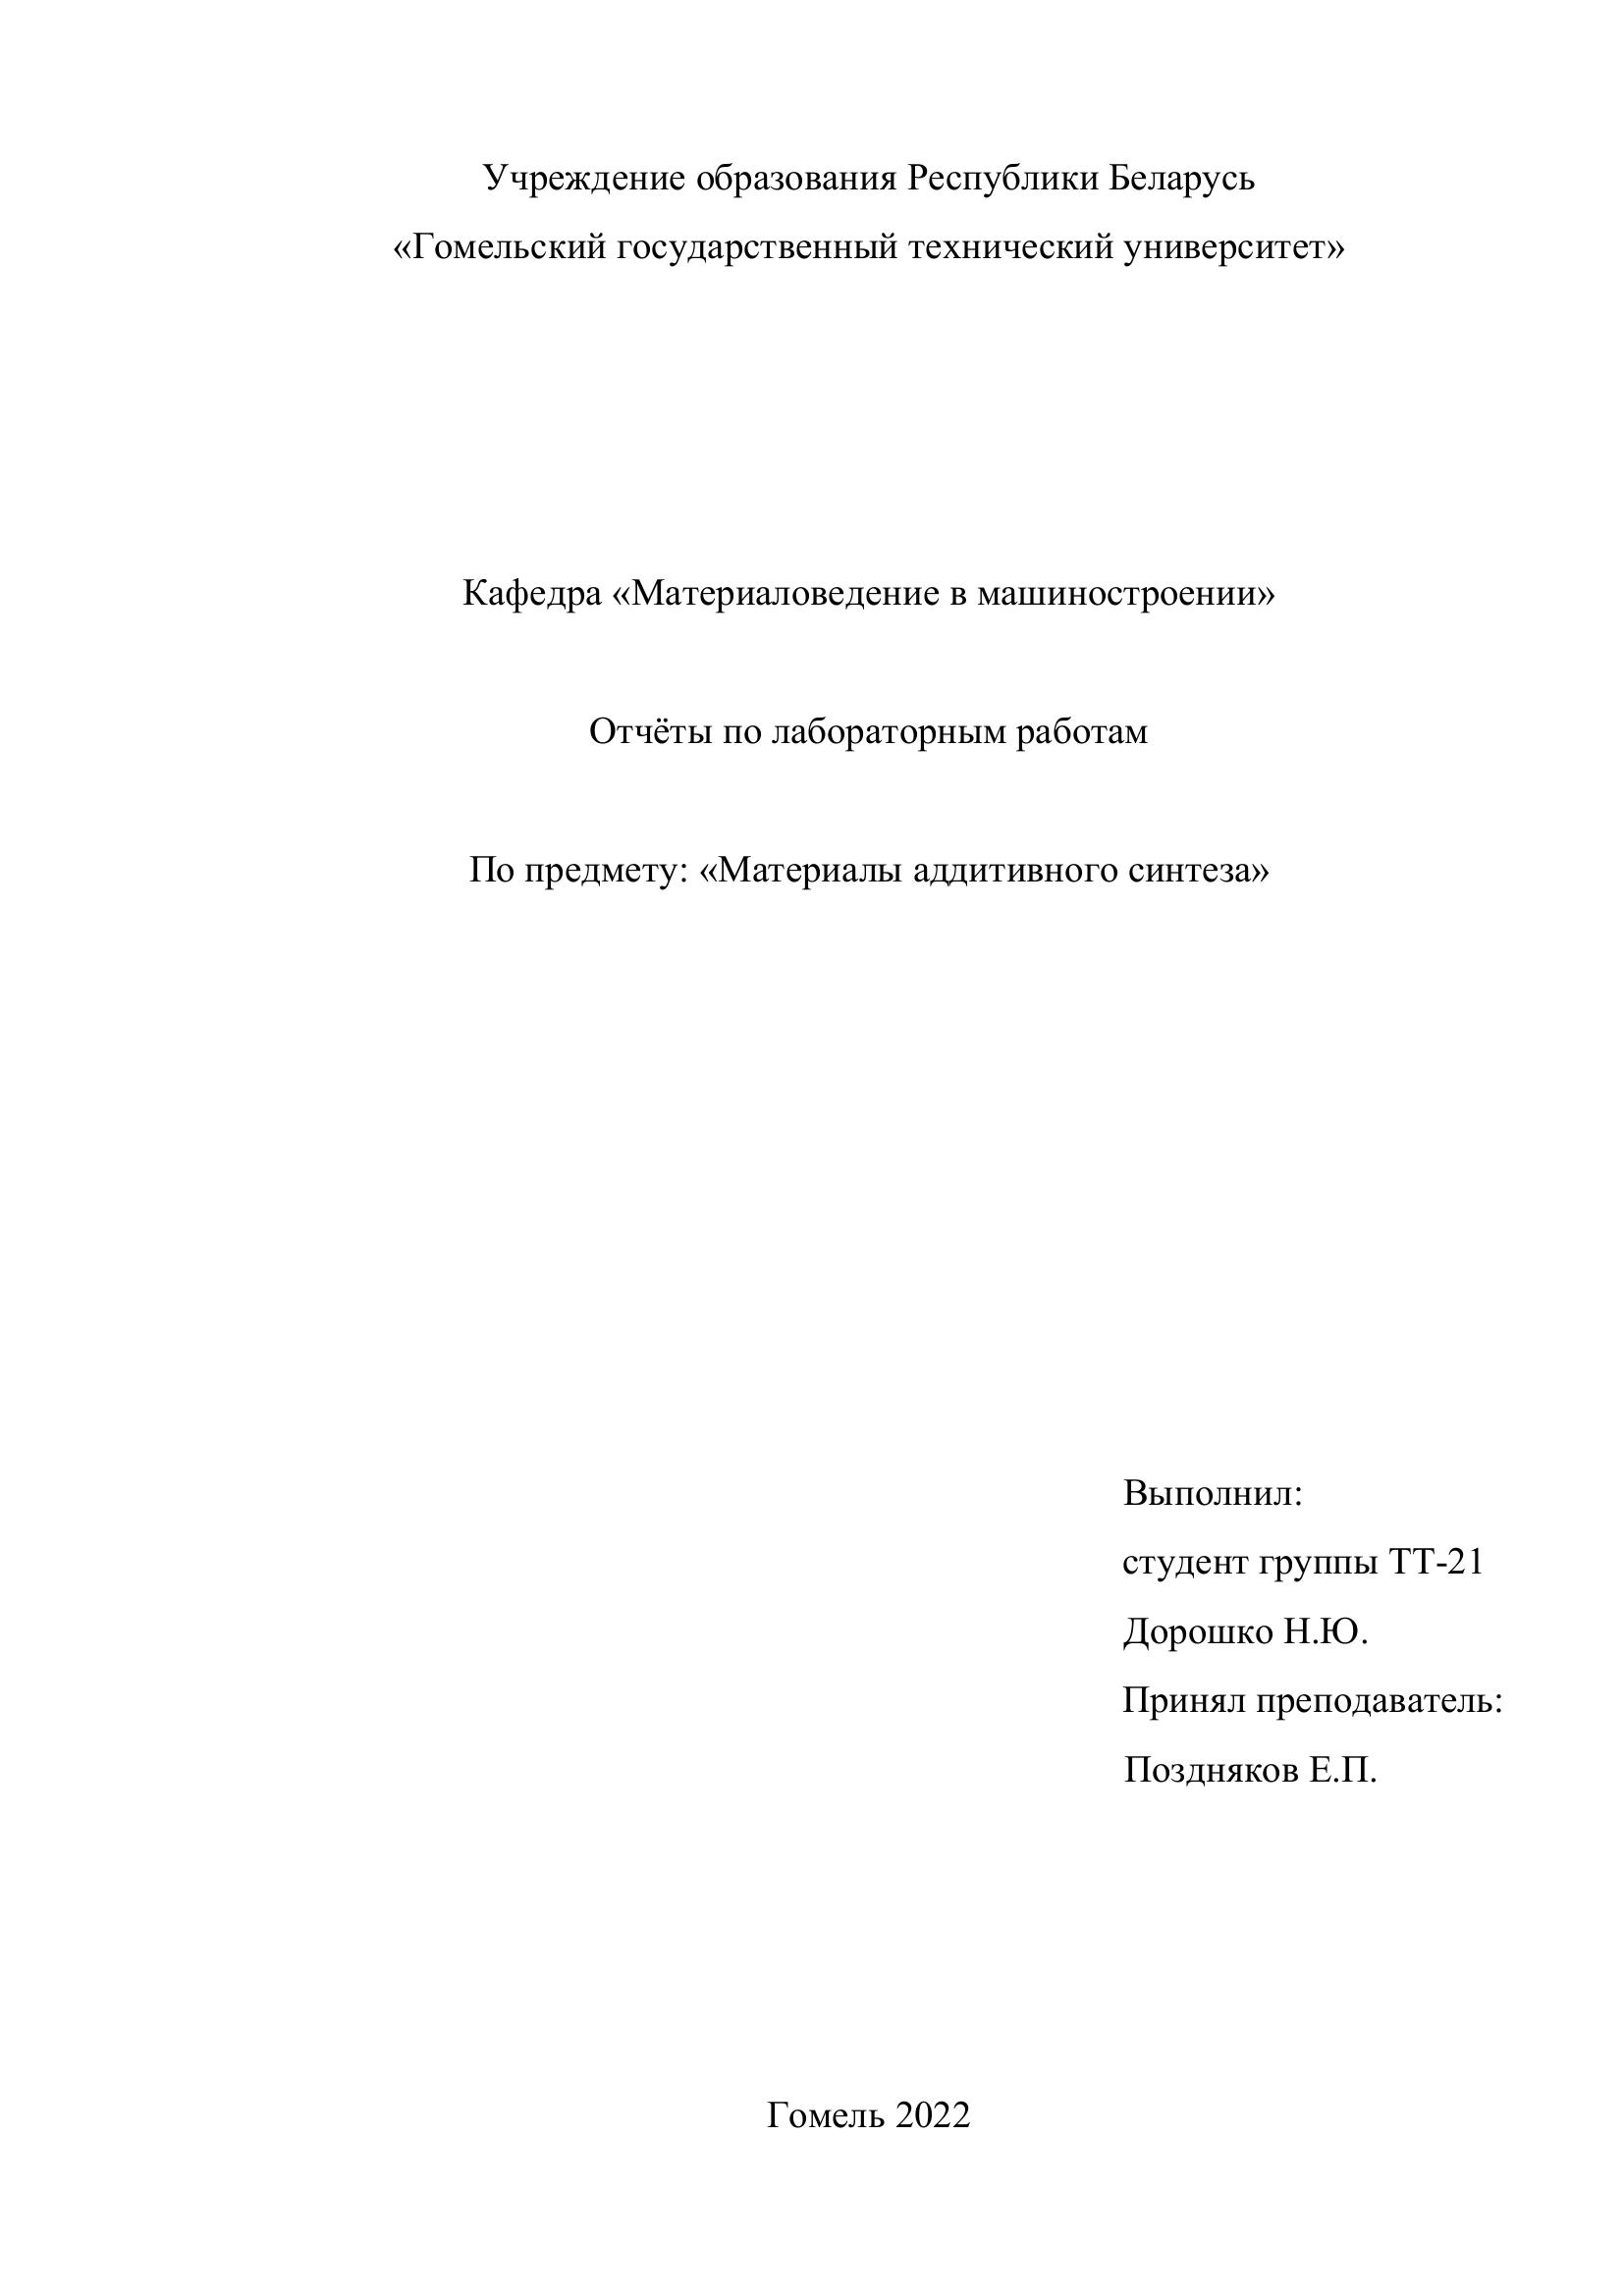 Учреждение образования Республики Беларусь
«Гомельский государственный технический университет»
Кафедра «Материаловедение в машиностроении»
Отчёты по лабораторным работам
По предмету: «Материалы аддитивного синтеза»
Выполнил:
студент группы ТТ-21
Дорошко Н.Ю.
Принял преподаватель:
Поздняков Е.П.
Гомель 2022